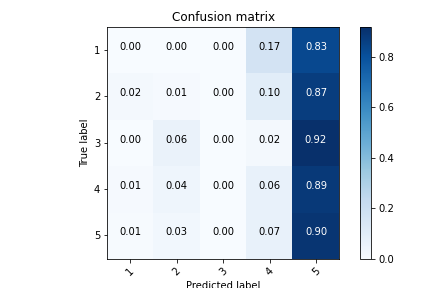 Confusion matrix
1 0.00 0.00 0.00 0.17 0.83
2 0.02 0.01 0.00 0.10 0.87
3 0.00 0.06 0.00 0.02 0.92
4 0.01 0.04 0.00 0.06 0.89
5 0.01 0.03 0.00 0.07 0.90
True label
1 2 3 4 5
Predicted label
0.8
0.6
0.4
0.2
0.0